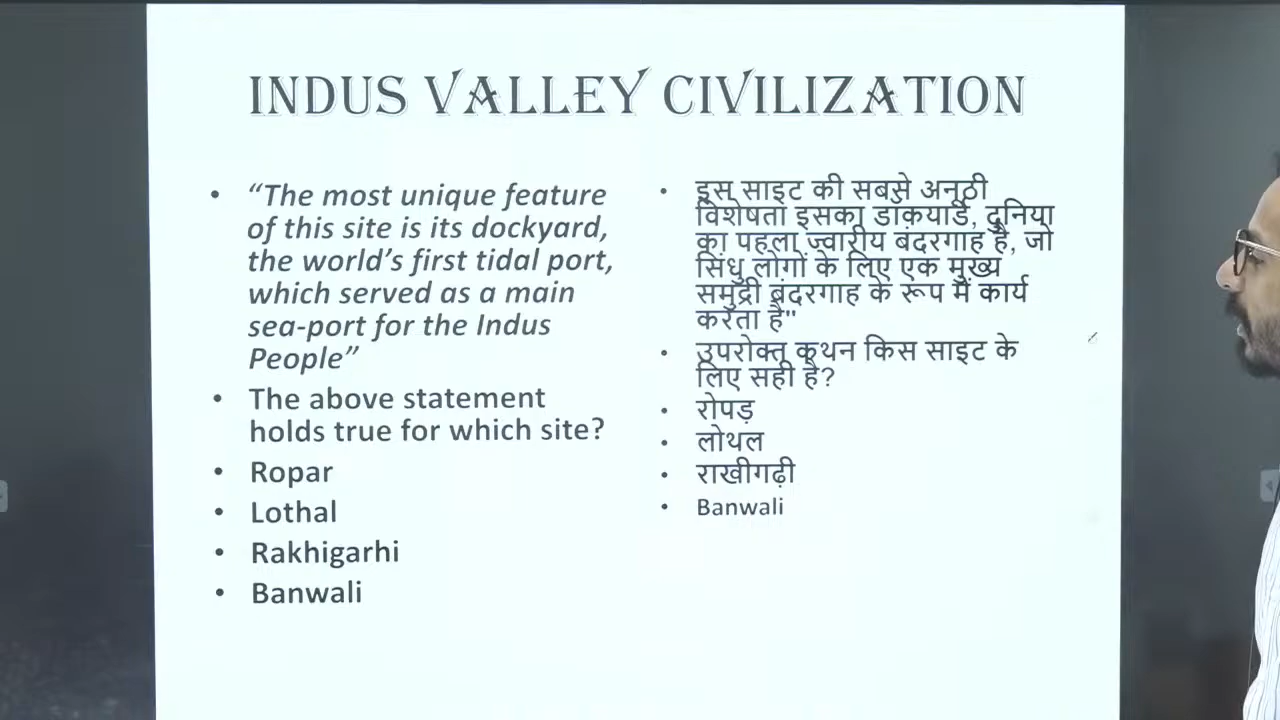 INDUS VALLEY CIVILIZATION
• “The most unique feature
of this site is its dockyard,
the world’s first tidal port,
which served as a main
sea-port for the Indus
People”
• The above statement
holds true for which site?
• Ropar
• Lothal
• Rakhigarhi
• Banwali
• इस साइट की सबसे अनूठी
विशेषता इसका डॉकयार्ड, दुनिया
का पहला ज्वारीय बंदरगाह है, जो
सिंधु लोगों के लिए एक मुख्य
समुद्री बंदरगाह के रूप में कार्य
करता है"
• उपरोक्त कथन किस साइट के
लिए सही है?
• रोपड़
• लोथल
• राखीगढ़ी
• Banwali